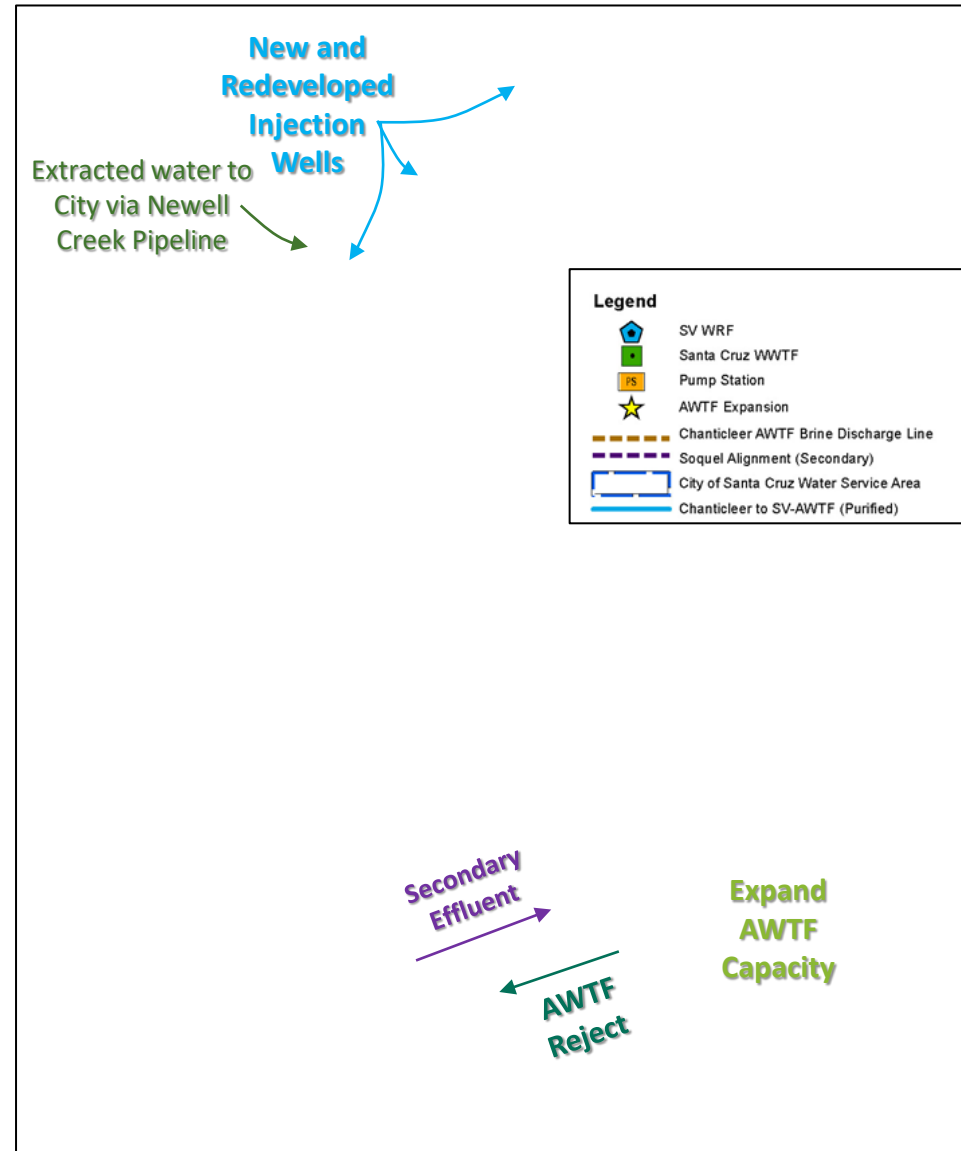 New and
Redeveloped
Injection
Wells
Extracted water to
City via Newell
Creek Pipeline
Legend
SV WRF
Santa Cruz WWTF
PS Pump Station
AWTF Expansion
Chanticleer AWTF Brine Discharge Line
Soquel Alignment (Secondary)
City of Santa Cruz Water Service Area
Chanticleer to SV-AWTF (Purified)
Secondary
Effluent
Expand
AWTF
Capacity
AWTF
Reject